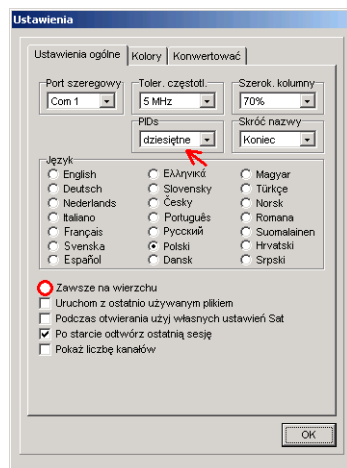 Ustawienia
Ustawienia ogólne Kolory Konwertować
Port szeregowy Toler. częstotl. Szerok. kolumny
Com 1 5 MHz 70%
PIDs Skróć nazwy
dziesiętne Koniec
Język
English Ελληνικά Magyar
Deutsch Slovensky Türkçe
Nederlands Česky Norsk
Italiano Português Romana
Français Русский Suomalainen
Svenska Polski Hrvatski
Español Dansk Srpski
Zawsze na wierzchu
Uruchom z ostatnio używanym plikiem
Podczas otwierania użyj własnych ustawień Sat
Po starcie odtwórz ostatnią sesję
Pokaż liczbę kanałów
OK